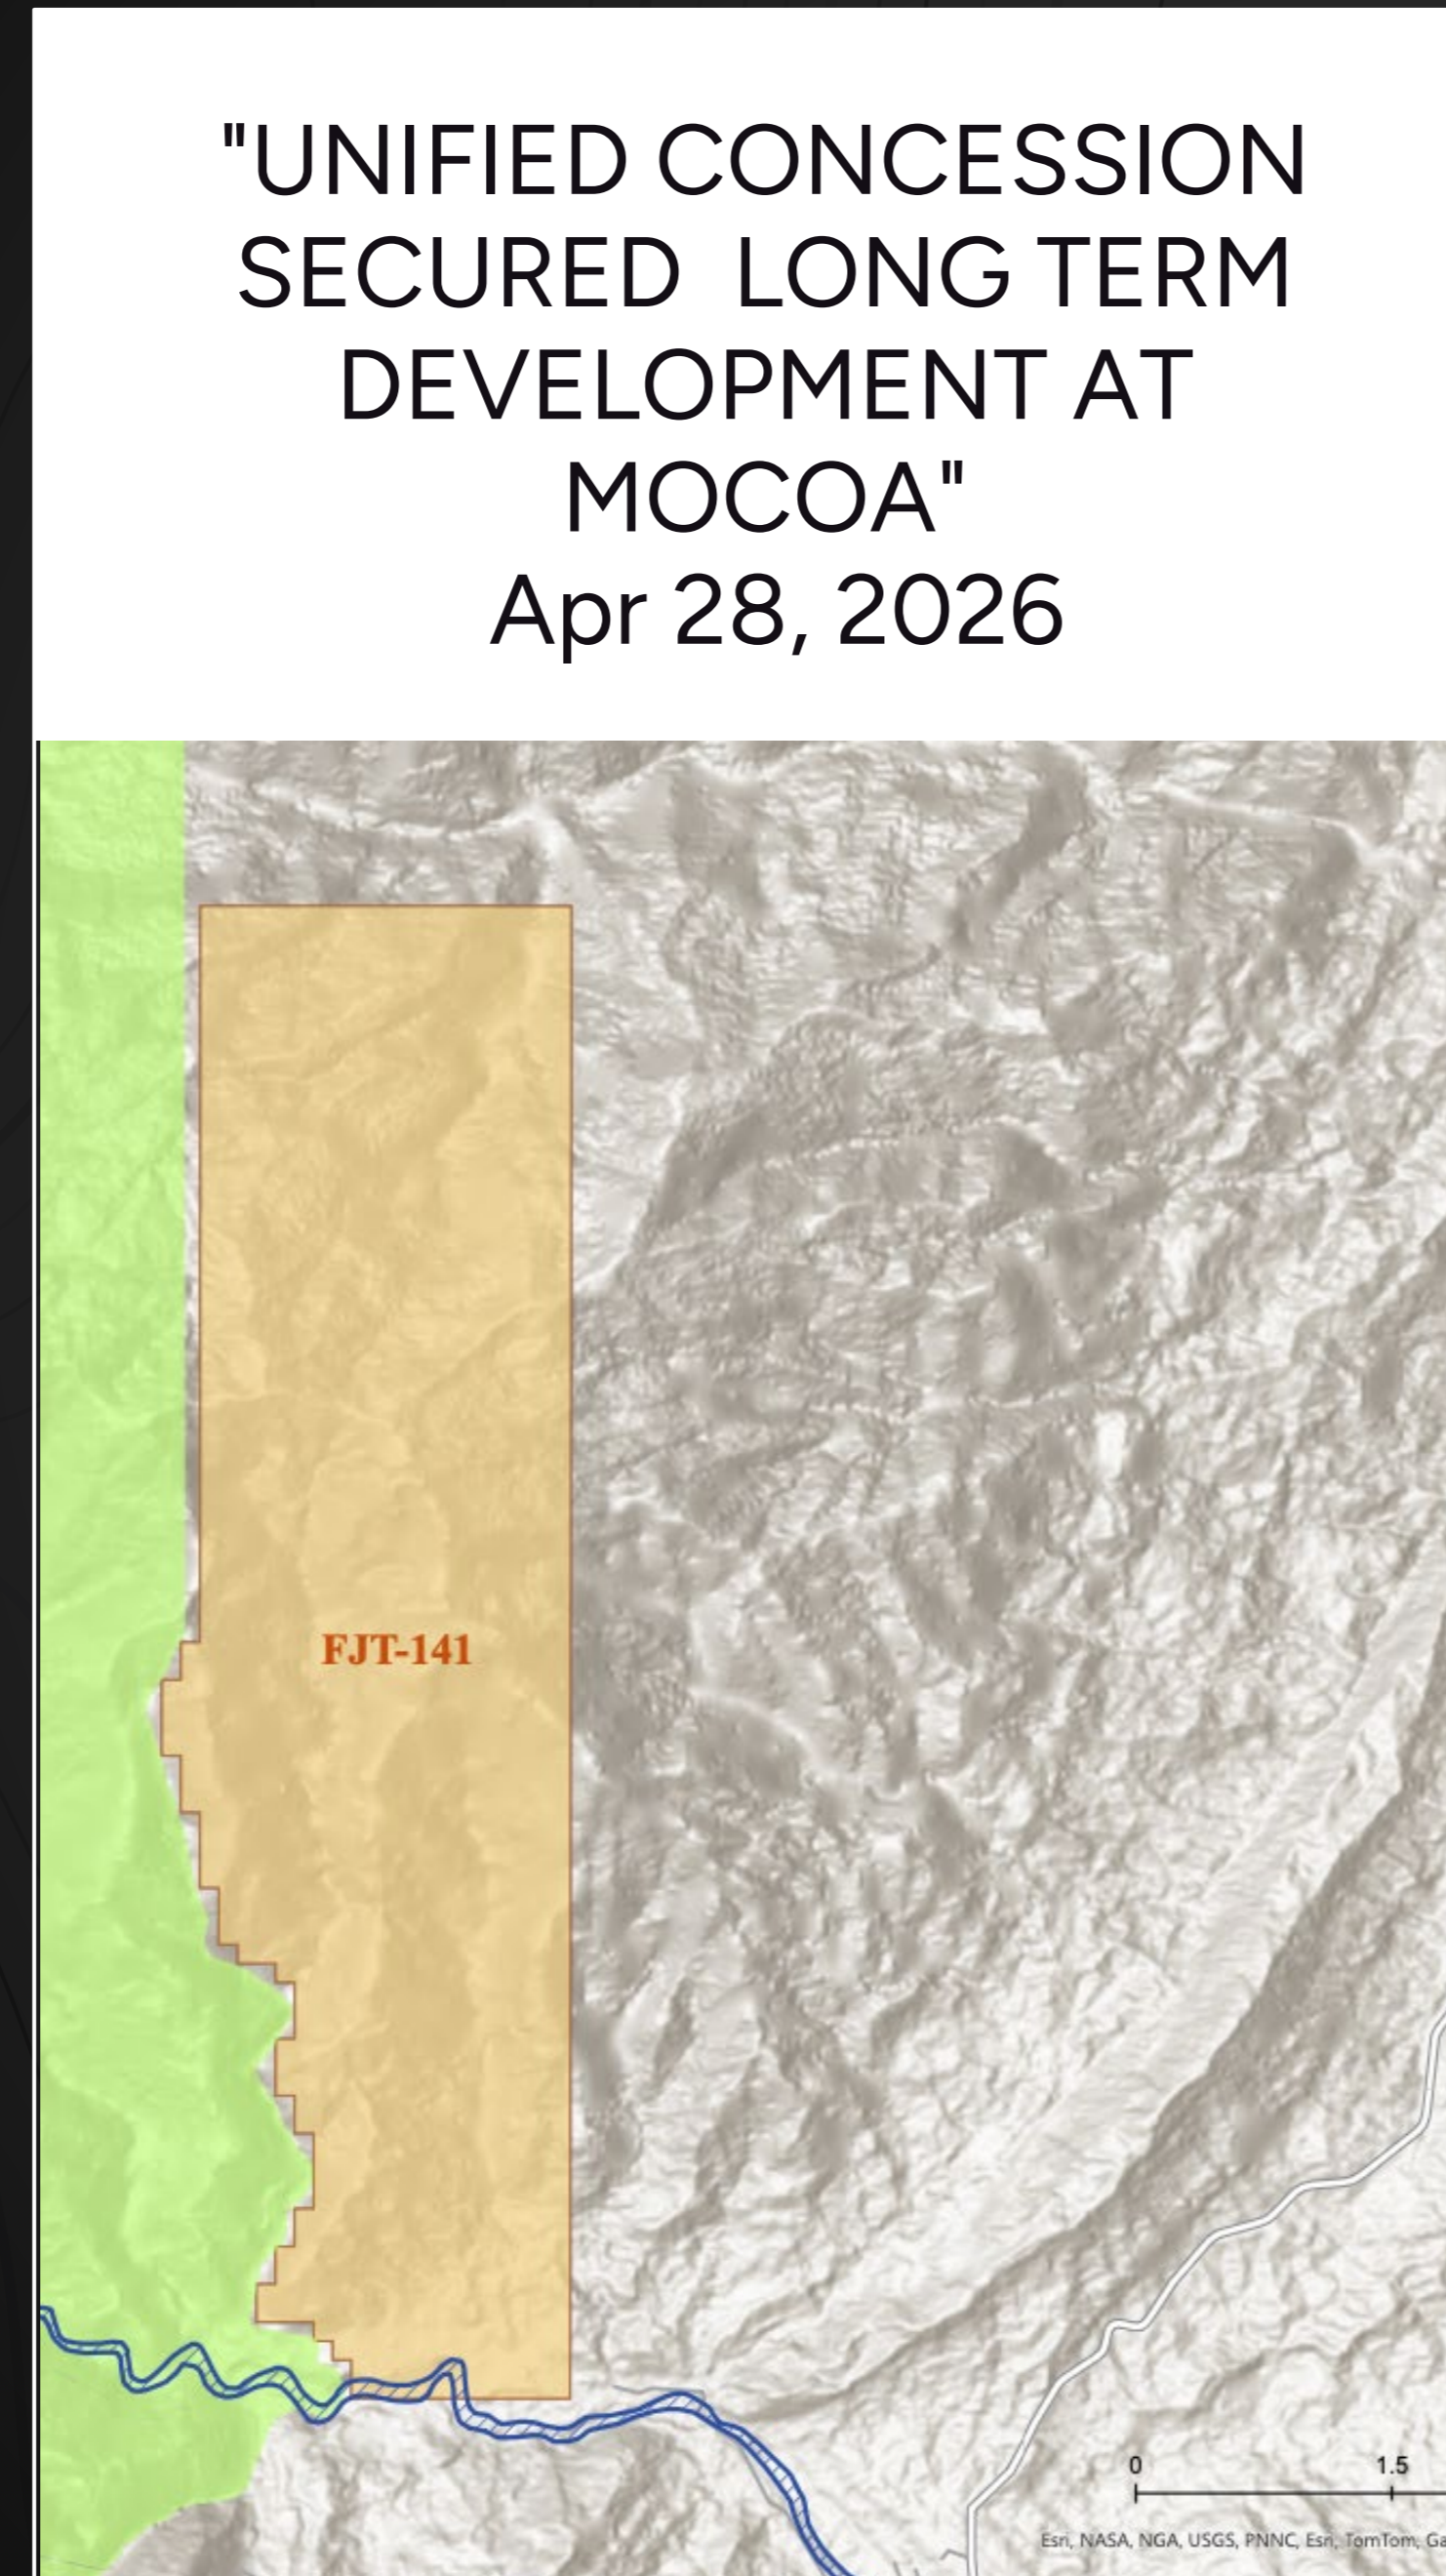 "UNIFIED CONCESSION
SECURED  LONG TERM
DEVELOPMENT AT
MOCOA"
Apr 28, 2026
FJT-141
0 1.5
Esri, NASA, NGA, USGS, PNNC, Esri, TomTom,